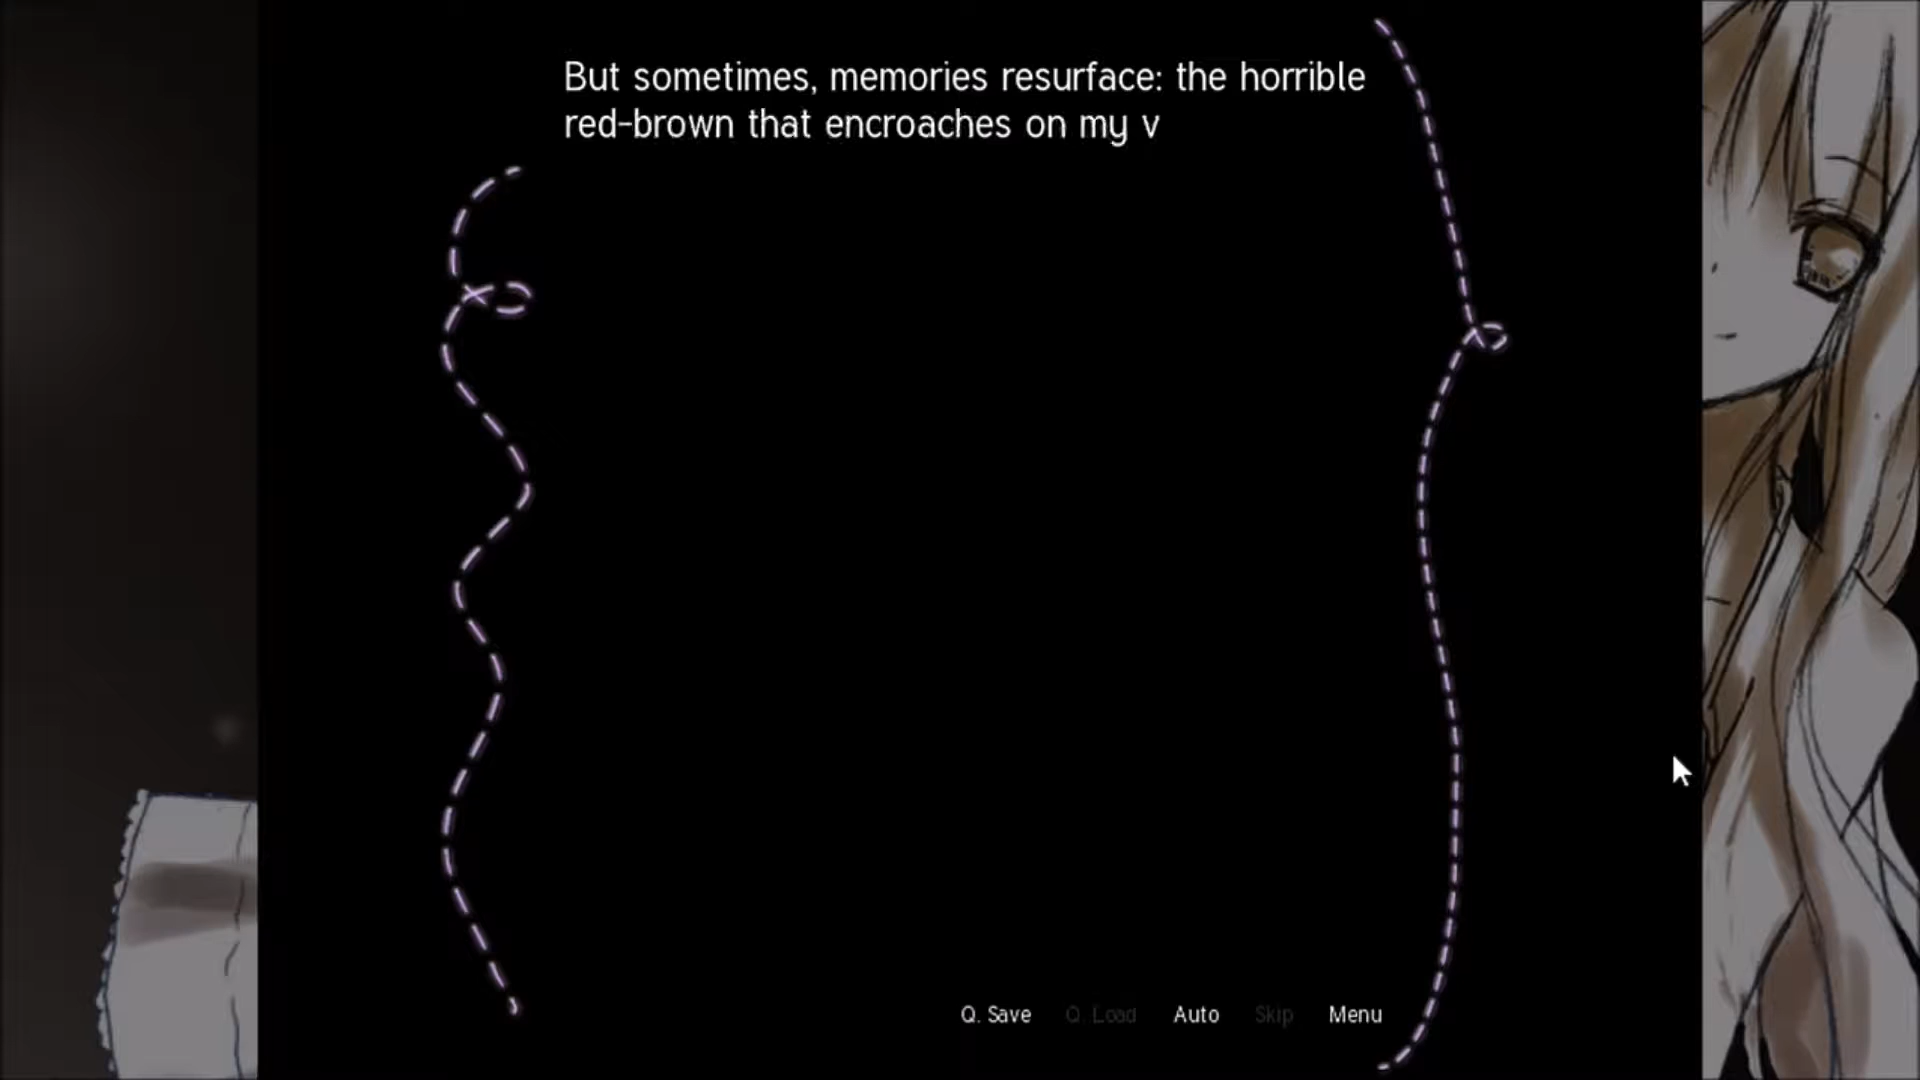 But sometimes, memories resurface: the horrible
red-brown that encroaches on my v
Q. Save Q. Load Auto Skip Menu